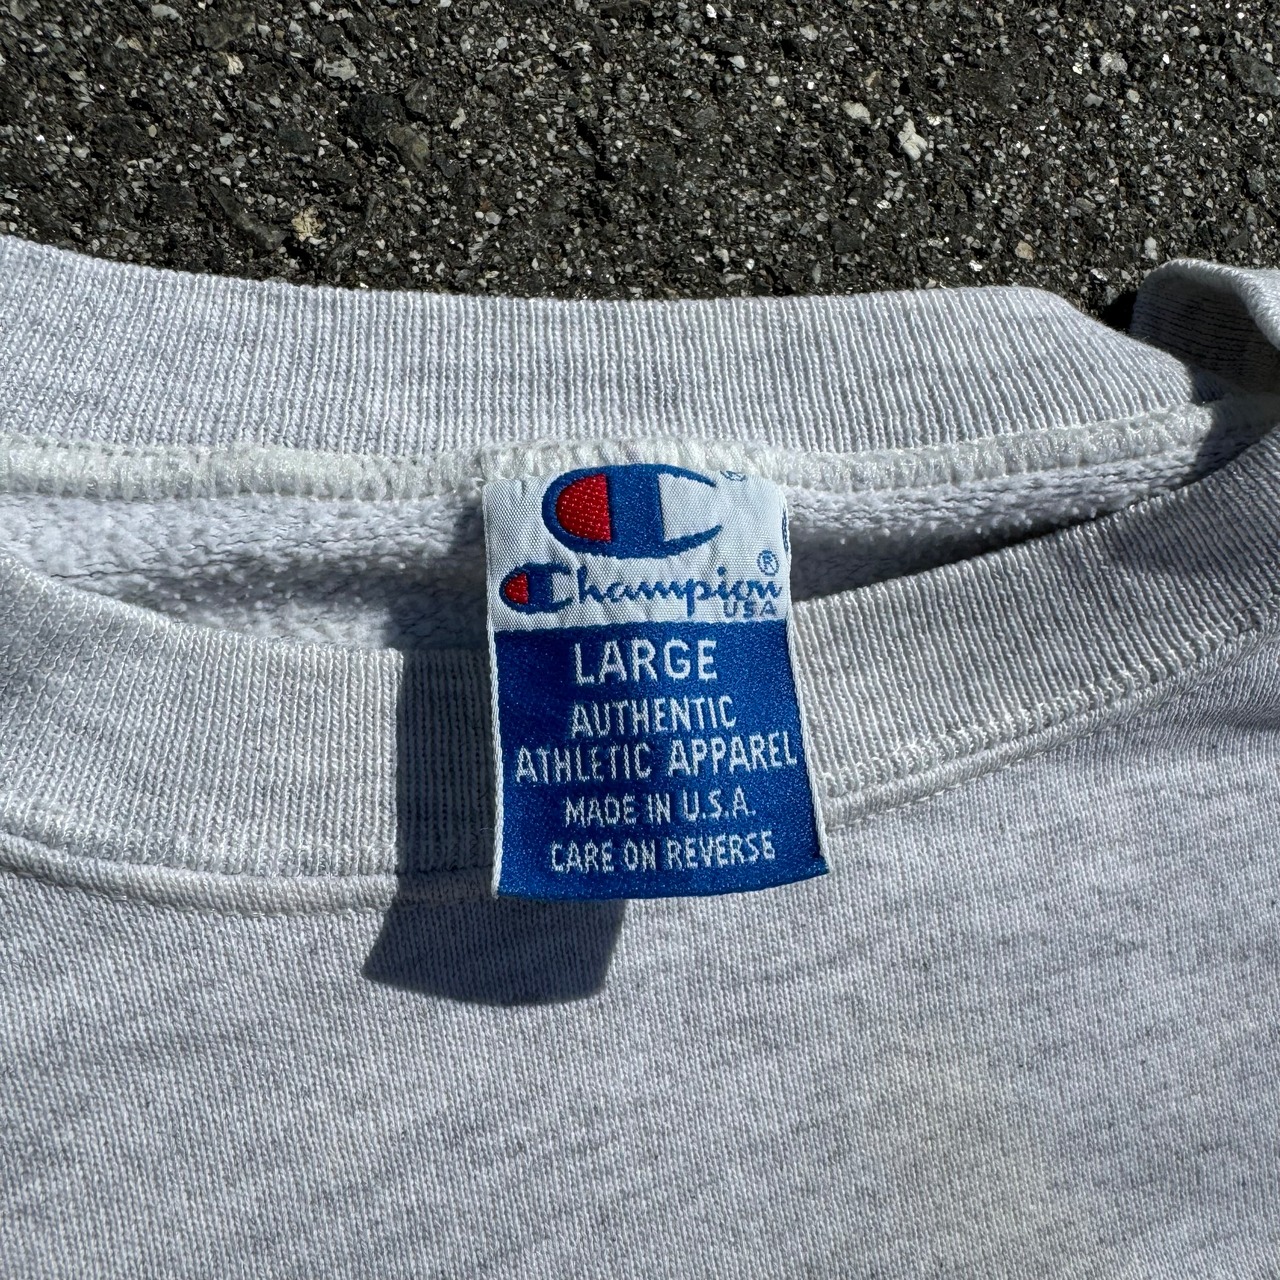 Champion®
USA
LARGE
AUTHENTIC
ATHLETIC APPAREL
MADE IN U.S.A.
CARE ON REVERSE